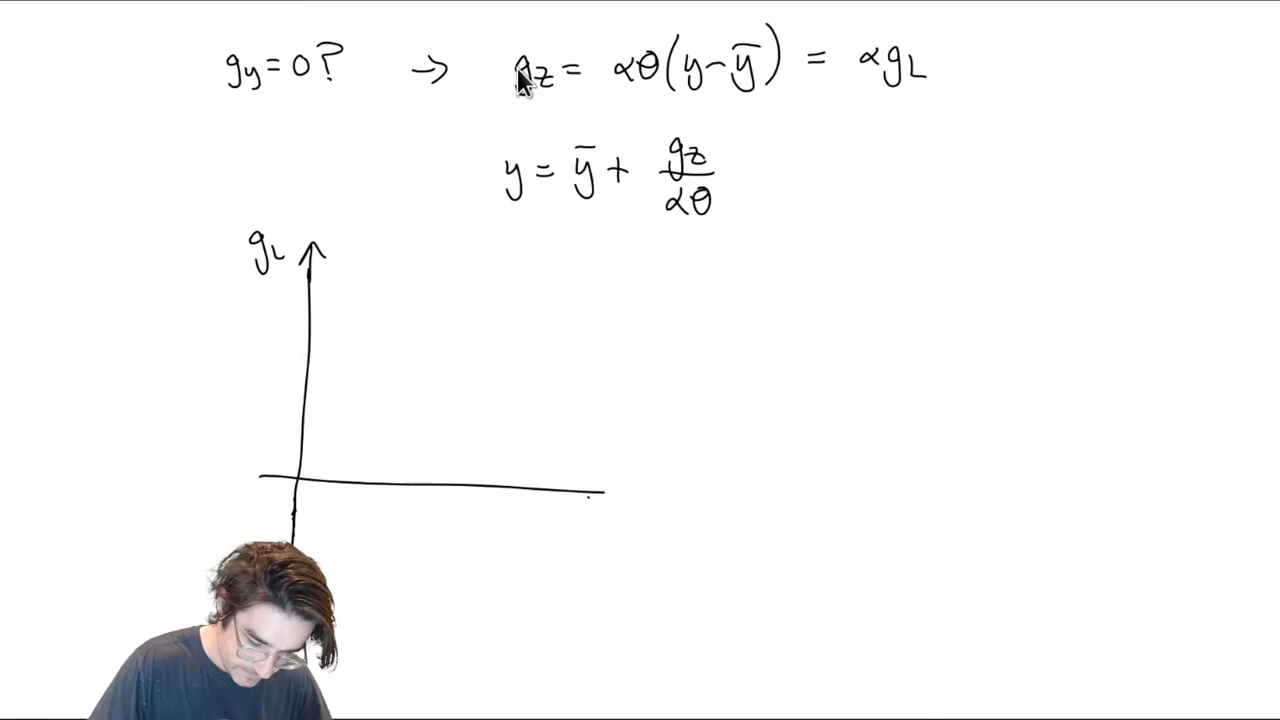 gy = 0? → gz = αθ(y - ȳ) = αgL
y = ȳ + gz/αθ
gL